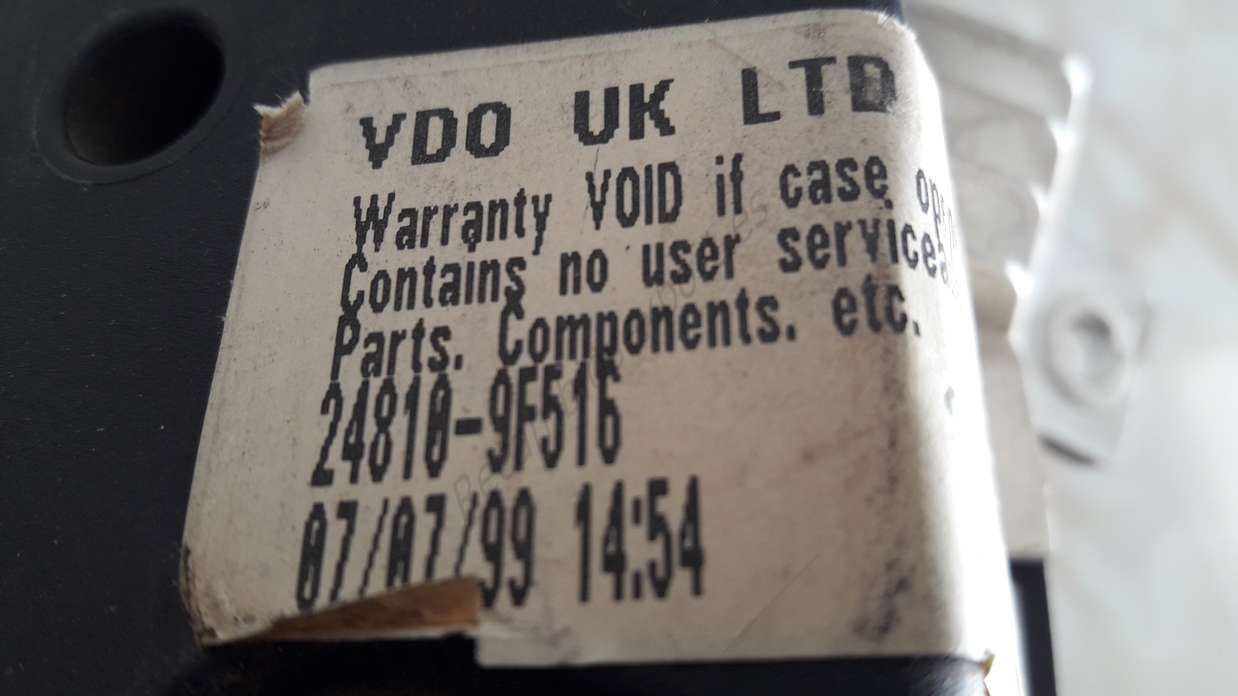 VDO UK LTD
Warranty VOID if case
Contains no user
Parts. Components. etc.
24810-9F516
07/07/99 14:54